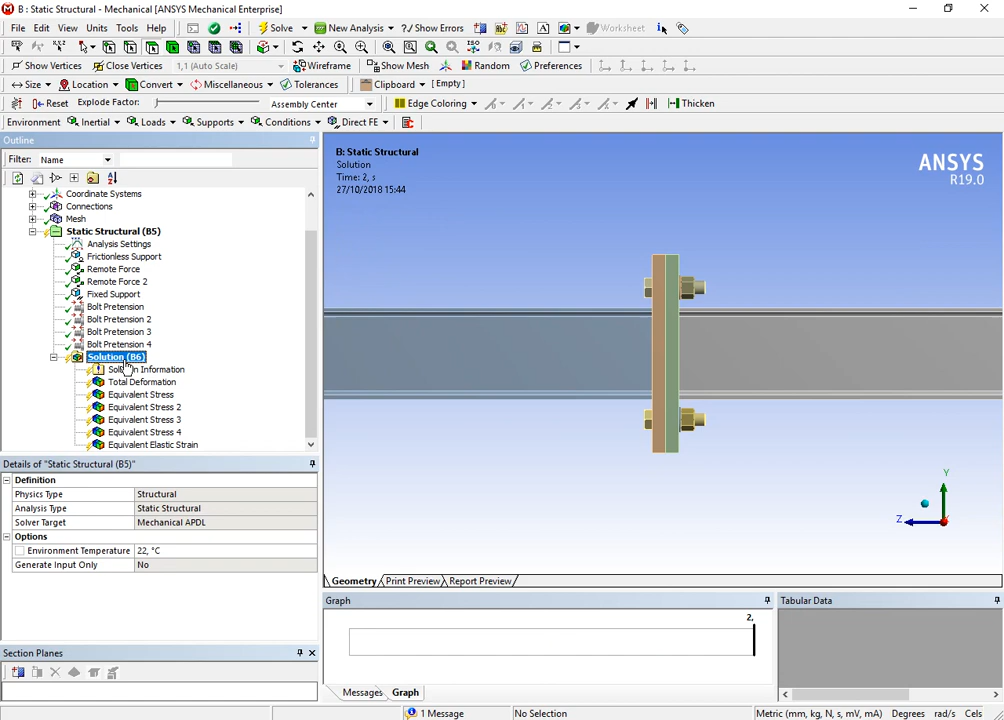 B : Static Structural - Mechanical [ANSYS Mechanical Enterprise]
File Edit View Units Tools Help Solve New Analysis ?/ Show Errors Worksheet
Show Vertices Close Vertices 1,1 (Auto Scale) Wireframe Show Mesh Random Preferences
Size Location Convert Miscellaneous Tolerances Clipboard [ Empty ]
Reset Explode Factor: Assembly Center Edge Coloring Thicken
Environment Inertial Loads Supports Conditions Direct FE
Outline
Filter: Name
Coordinate Systems
Connections
Mesh
Static Structural (B5)
Analysis Settings
Frictionless Support
Remote Force
Remote Force 2
Fixed Support
Bolt Pretension
Bolt Pretension 2
Bolt Pretension 3
Bolt Pretension 4
Solution (B6)
Solution Information
Total Deformation
Equivalent Stress
Equivalent Stress 2
Equivalent Stress 3
Equivalent Stress 4
Equivalent Elastic Strain
Details of "Static Structural (B5)"
Definition
Physics Type Structural
Analysis Type Static Structural
Solver Target Mechanical APDL
Options
Environment Temperature 22, °C
Generate Input Only No
Section Planes
B: Static Structural
Solution
Time: 2, s
27/10/2018 15:44
ANSYS
R19.0
Y
Z
Geometry Print Preview Report Preview
Graph
2,
Messages Graph
Tabular Data
1 Message No Selection Metric (mm, kg, N, s, mV, mA) Degrees rad/s Cels